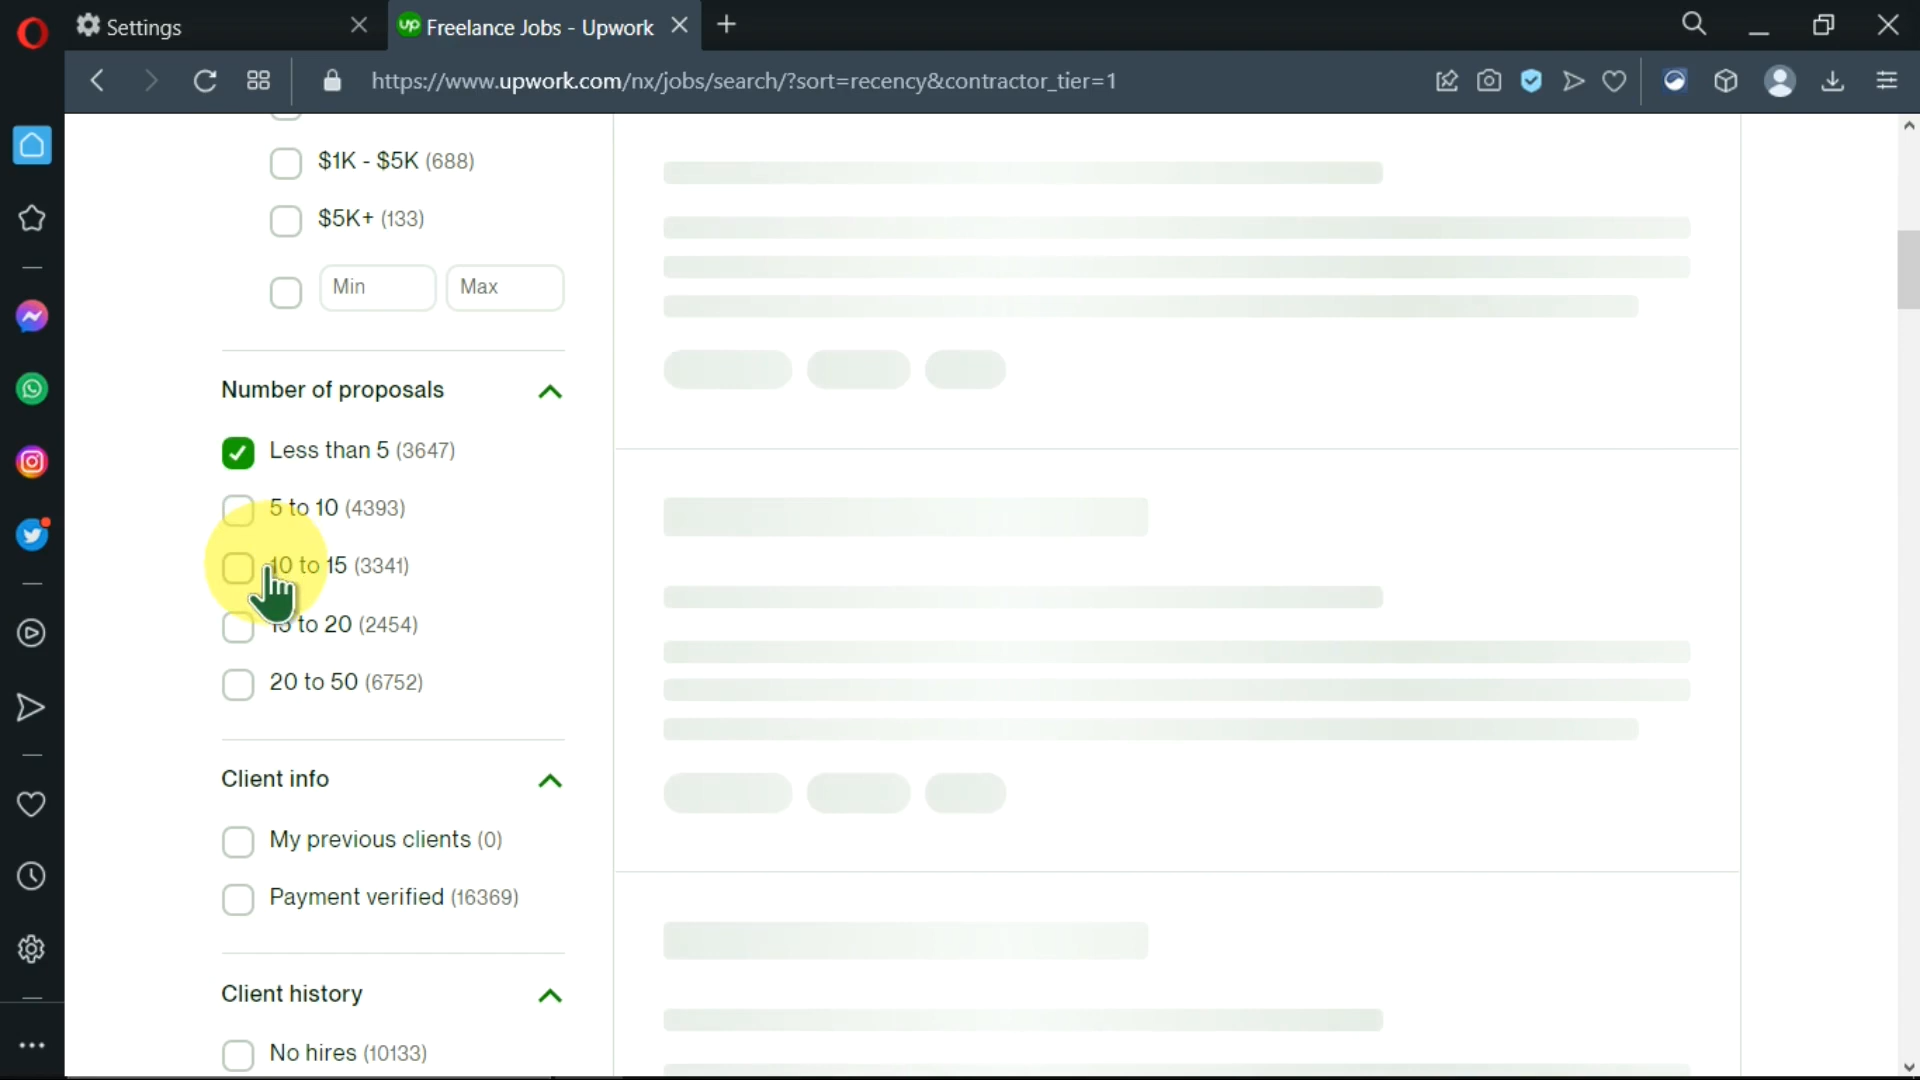 Settings
up Freelance Jobs - Upwork
https://www.upwork.com/nx/jobs/search/?sort=recency&contractor_tier=1
$1K - $5K (688)
$5K+ (133)
Min Max
Number of proposals
Less than 5 (3647)
5 to 10 (4393)
10 to 15 (3341)
15 to 20 (2454)
20 to 50 (6752)
Client info
My previous clients (0)
Payment verified (16369)
Client history
No hires (10133)